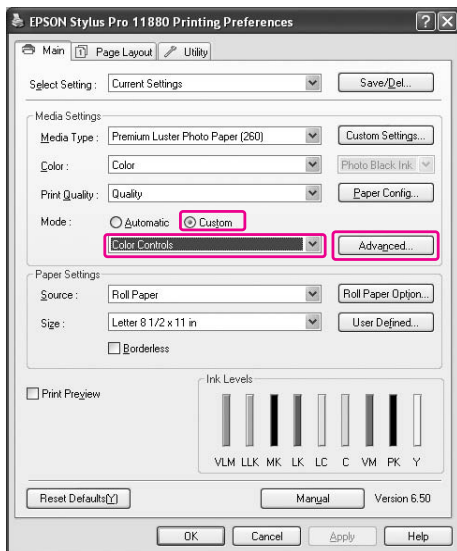 EPSON Stylus Pro 11880 Printing Preferences
Main Page Layout Utility
Select Setting : Current Settings Save/Del...
Media Settings
Media Type : Premium Luster Photo Paper (260) Custom Settings...
Color : Color Photo Black Ink
Print Quality : Quality Paper Config...
Mode : Automatic Custom
Color Controls Advanced...
Paper Settings
Source : Roll Paper Roll Paper Option...
Size : Letter 8 1/2 x 11 in User Defined...
Borderless
Print Preview
Ink Levels
VLM LLK MK LK LC C VM PK Y
Reset Defaults(Y) Manual Version 6.50
OK Cancel Apply Help